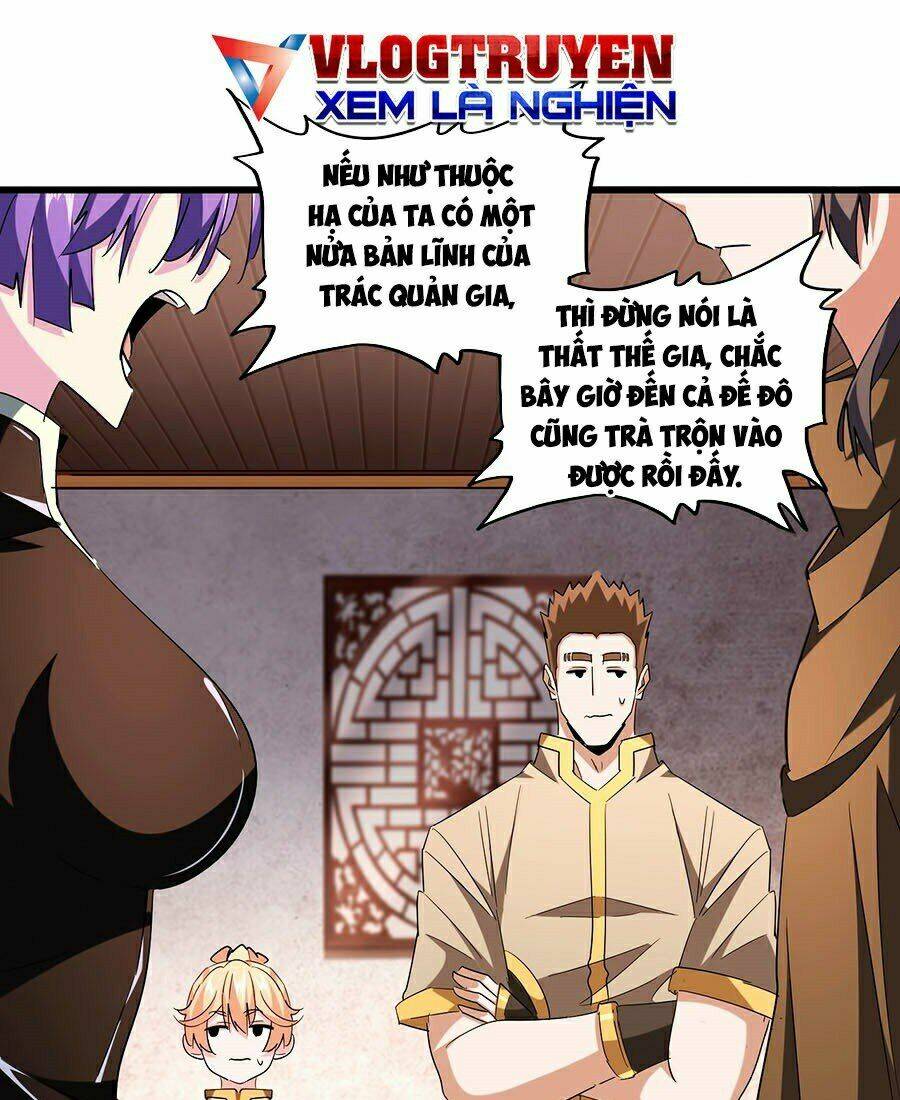 VLOGTRUYEN
XEM LÀ NGHIỆN
NẾU NHƯ THUỘC
HẠ CỦA TA CÓ MỘT
NỬA BẢN LĨNH CỦA
TRÁC QUẢN GIA,
THÌ ĐỪNG NÓI LÀ
THẤT THẾ GIA, CHẮC
BÂY GIỜ ĐẾN CẢ ĐẾ ĐÔ
CŨNG TRÀ TRỘN VÀO
ĐƯỢC RỒI ĐẤY.